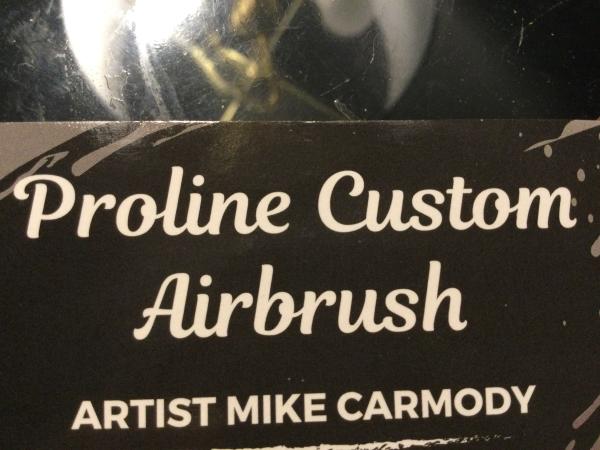 Proline Custom
Airbrush
ARTIST MIKE CARMODY